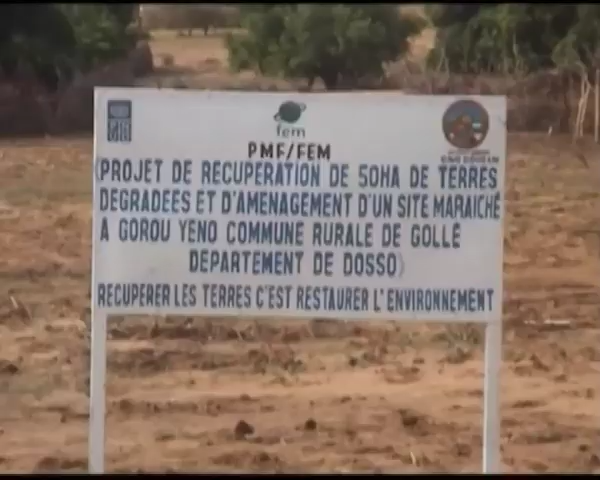 fem
PMF/FEM
(PROJET DE RECUPERATION DE 50HA DE TERRES
DEGRADEES ET D'AMENAGEMENT D'UN SITE MARAICHÉ
A GOROU YENO COMMUNE RURALE DE GOLLÉ
DEPARTEMENT DE DOSSO)
RECUPERER LES TERRES C'EST RESTAURER L'ENVIRONNEMENT